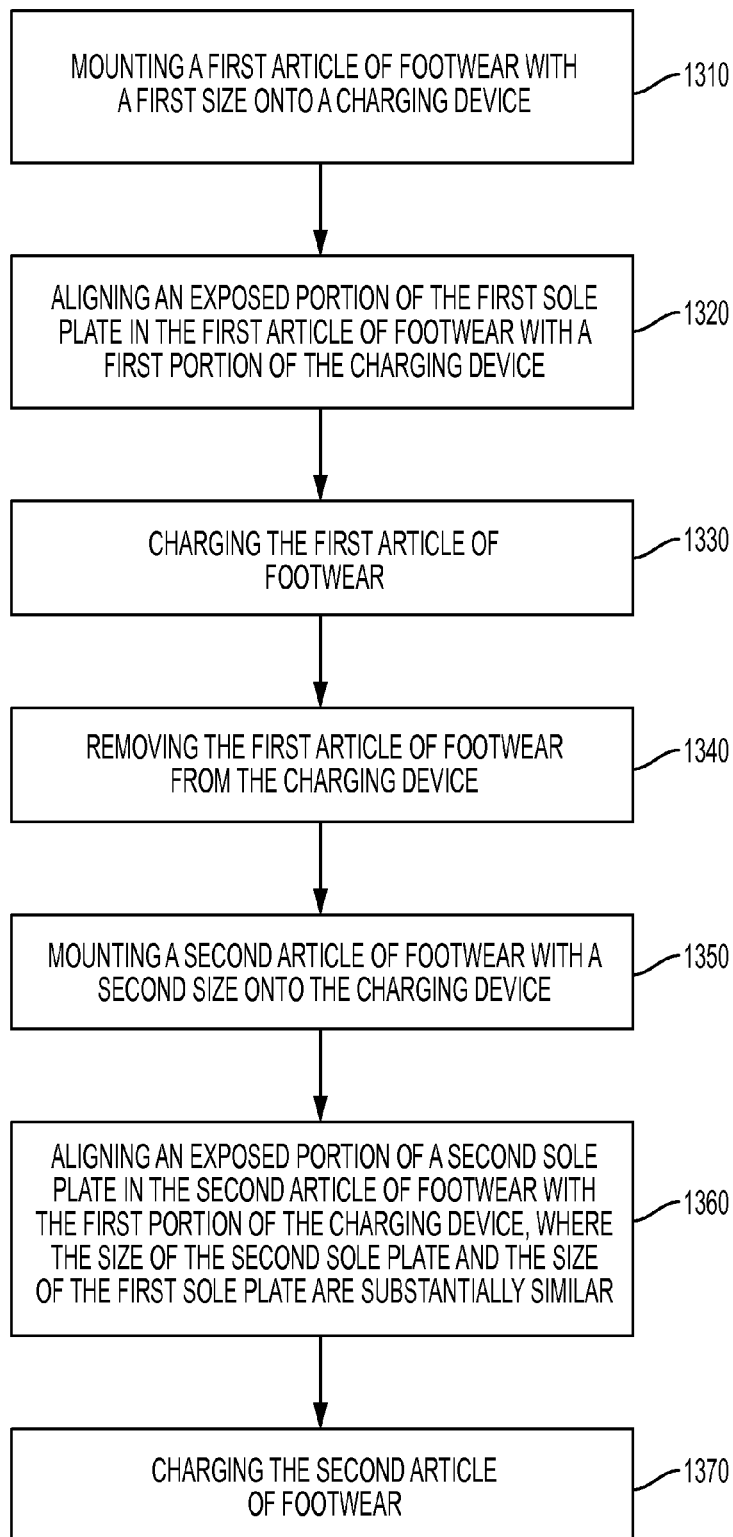 MOUNTING A FIRST ARTICLE OF FOOTWEAR WITH
A FIRST SIZE ONTO A CHARGING DEVICE
1310
ALIGNING AN EXPOSED PORTION OF THE FIRST SOLE
PLATE IN THE FIRST ARTICLE OF FOOTWEAR WITH A
FIRST PORTION OF THE CHARGING DEVICE
1320
CHARGING THE FIRST ARTICLE OF
FOOTWEAR
1330
REMOVING THE FIRST ARTICLE OF FOOTWEAR
FROM THE CHARGING DEVICE
1340
MOUNTING A SECOND ARTICLE OF FOOTWEAR WITH A
SECOND SIZE ONTO THE CHARGING DEVICE
1350
ALIGNING AN EXPOSED PORTION OF A SECOND SOLE
PLATE IN THE SECOND ARTICLE OF FOOTWEAR WITH
THE FIRST PORTION OF THE CHARGING DEVICE, WHERE
THE SIZE OF THE SECOND SOLE PLATE AND THE SIZE
OF THE FIRST SOLE PLATE ARE SUBSTANTIALLY SIMILAR
1360
CHARGING THE SECOND ARTICLE
OF FOOTWEAR
1370